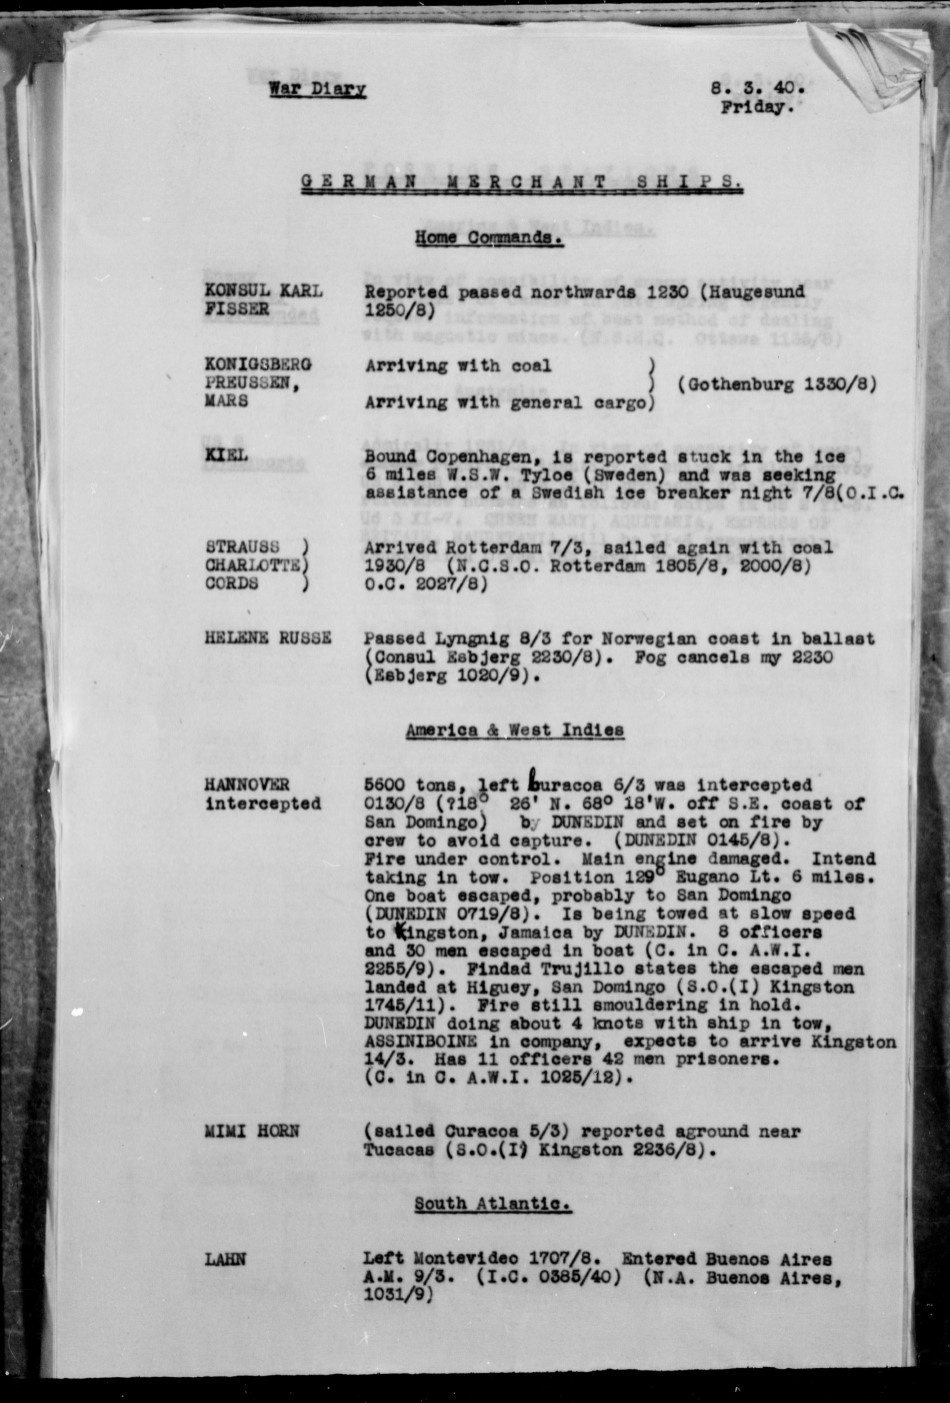 War Diary 8. 3. 40.
Friday.
GERMAN MERCHANT SHIPS.
Home Commands.
KONSUL KARL Reported passed northwards 1230 (Haugesund
FISSER 1250/8)
KONIGSBERG Arriving with coal )
PREUSSEN, ) (Gothenburg 1330/8)
MARS Arriving with general cargo)
KIEL Bound Copenhagen, is reported stuck in the ice
6 miles W.S.W. Tyloe (Sweden) and was seeking
assistance of a Swedish ice breaker night 7/8(O.I.C.
STRAUSS ) Arrived Rotterdam 7/3, sailed again with coal
CHARLOTTE) 1930/8 (N.C.S.O. Rotterdam 1805/8, 2000/8)
CORDS ) O.C. 2027/8)
HELENE RUSSE Passed Lyngnig 8/3 for Norwegian coast in ballast
(Consul Esbjerg 2230/8). Fog cancels my 2230
(Esbjerg 1020/9).
America & West Indies
HANNOVER 5600 tons, left Curacoa 6/3 was intercepted
intercepted 0130/8 (?18° 26' N. 68° 18'W. off S.E. coast of
San Domingo) by DUNEDIN and set on fire by
crew to avoid capture. (DUNEDIN 0145/8).
Fire under control. Main engine damaged. Intend
taking in tow. Position 129° Eugano Lt. 6 miles.
One boat escaped, probably to San Domingo
(DUNEDIN 0719/8). Is being towed at slow speed
to Kingston, Jamaica by DUNEDIN. 8 officers
and 30 men escaped in boat (C. in C. A.W.I.
2255/9). Findad Trujillo states the escaped men
landed at Higuey, San Domingo (S.O.(I) Kingston
1745/11). Fire still smouldering in hold.
DUNEDIN doing about 4 knots with ship in tow,
ASSINIBOINE in company, expects to arrive Kingston
14/3. Has 11 officers 42 men prisoners.
(C. in C. A.W.I. 1025/12).
MIMI HORN (sailed Curacoa 5/3) reported aground near
Tucacas (S.O.(I) Kingston 2236/8).
South Atlantic.
LAHN Left Montevideo 1707/8. Entered Buenos Aires
A.M. 9/3. (I.C. 0385/40) (N.A. Buenos Aires,
1031/9)